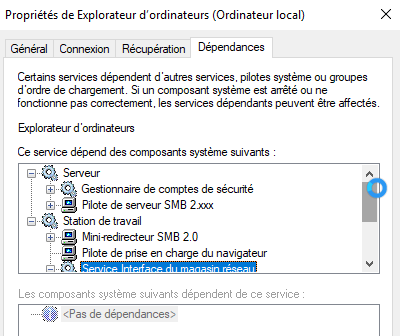 Propriétés de Explorateur d'ordinateurs (Ordinateur local)
Général
Connexion
Récupération
Dépendances
Certains services dépendent d'autres services, pilotes système ou groupes
d'ordre de chargement. Si un composant système est arrêté ou ne
fonctionne pas correctement, les services dépendants peuvent être affectés.
Explorateur d'ordinateurs
Ce service dépend des composants système suivants :
Serveur
Gestionnaire de comptes de sécurité
Pilote de serveur SMB 2.xxx
Station de travail
Mini-redirecteur SMB 2.0
Pilote de prise en charge du navigateur
Service Interface du magasin réseau
Les composants système suivants dépendent de ce service :
<Pas de dépendances>